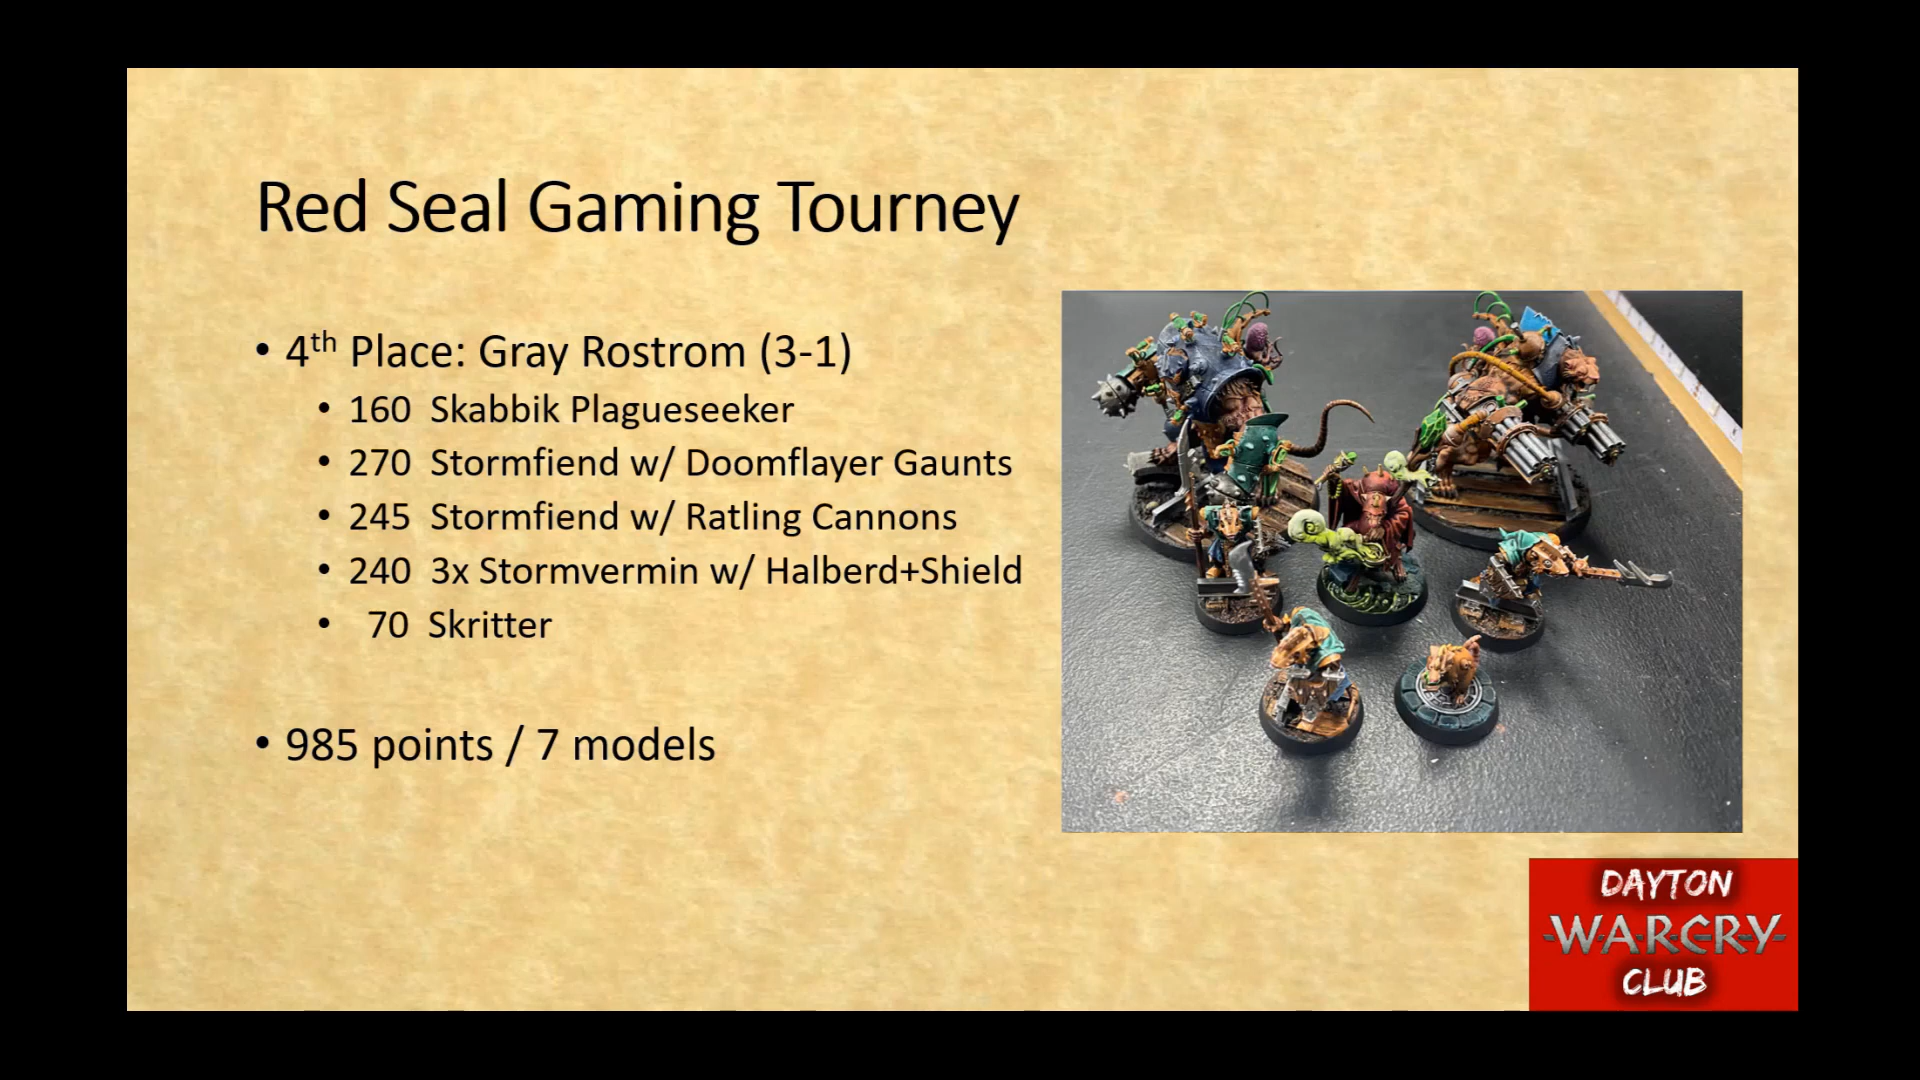 Red Seal Gaming Tourney
• 4th Place: Gray Rostrom (3-1)
• 160 Skabbik Plagueseeker
• 270 Stormfiend w/ Doomflayer Gaunts
• 245 Stormfiend w/ Ratling Cannons
• 240 3x Stormvermin w/ Halberd+Shield
• 70 Skritter
• 985 points / 7 models
DAYTON
WARCRY
CLUB